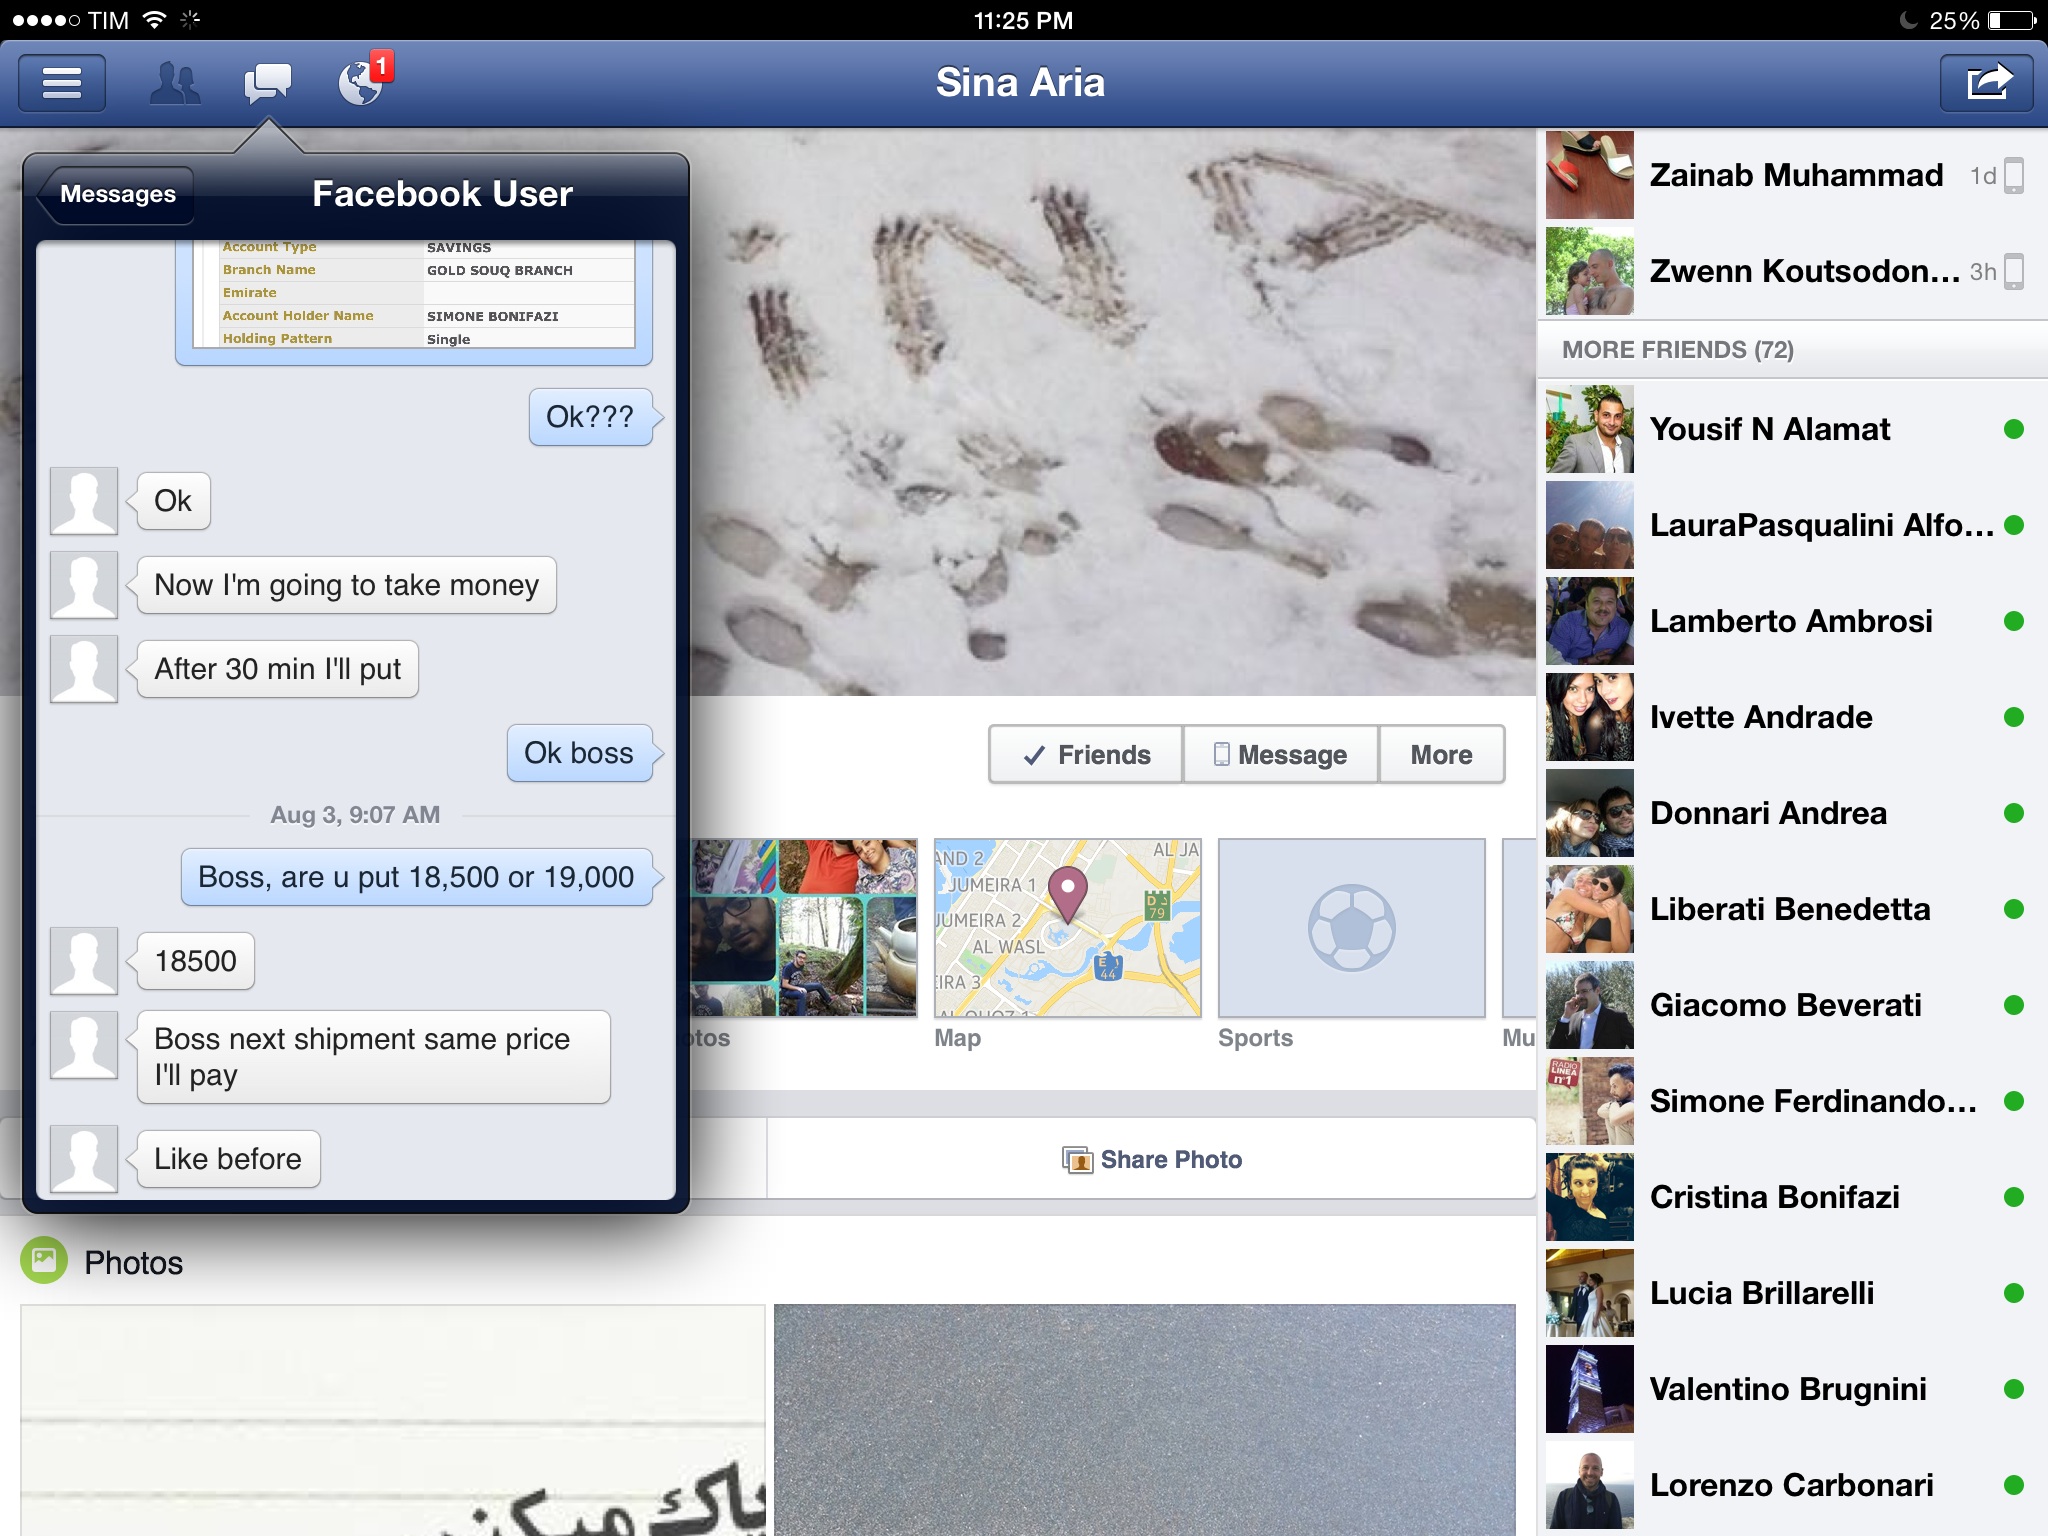 TIM
11:25 PM
25%
1
Sina Aria
Messages
Facebook User
Account Type SAVINGS
Branch Name GOLD SOUQ BRANCH
Emirate
Account Holder Name SIMONE BONIFAZI
Holding Pattern Single
Ok???
Ok
Now I'm going to take money
After 30 min I'll put
Ok boss
Aug 3, 9:07 AM
Boss, are u put 18,500 or 19,000
18500
Boss next shipment same price
I'll pay
Like before
Friends
Message
More
AND 2
AL JA
JUMEIRA 1
JUMEIRA 2
AL WASL
EIRA 3
D 79
E 44
otos
Map
Sports
Mu
Share Photo
Photos
پاک میکند
Zainab Muhammad 1d
Zwenn Koutsodon... 3h
MORE FRIENDS (72)
Yousif N Alamat
LauraPasqualini Alfo...
Lamberto Ambrosi
Ivette Andrade
Donnari Andrea
Liberati Benedetta
Giacomo Beverati
RADIO
LINEA
n°1
Simone Ferdinando...
Cristina Bonifazi
Lucia Brillarelli
Valentino Brugnini
Lorenzo Carbonari